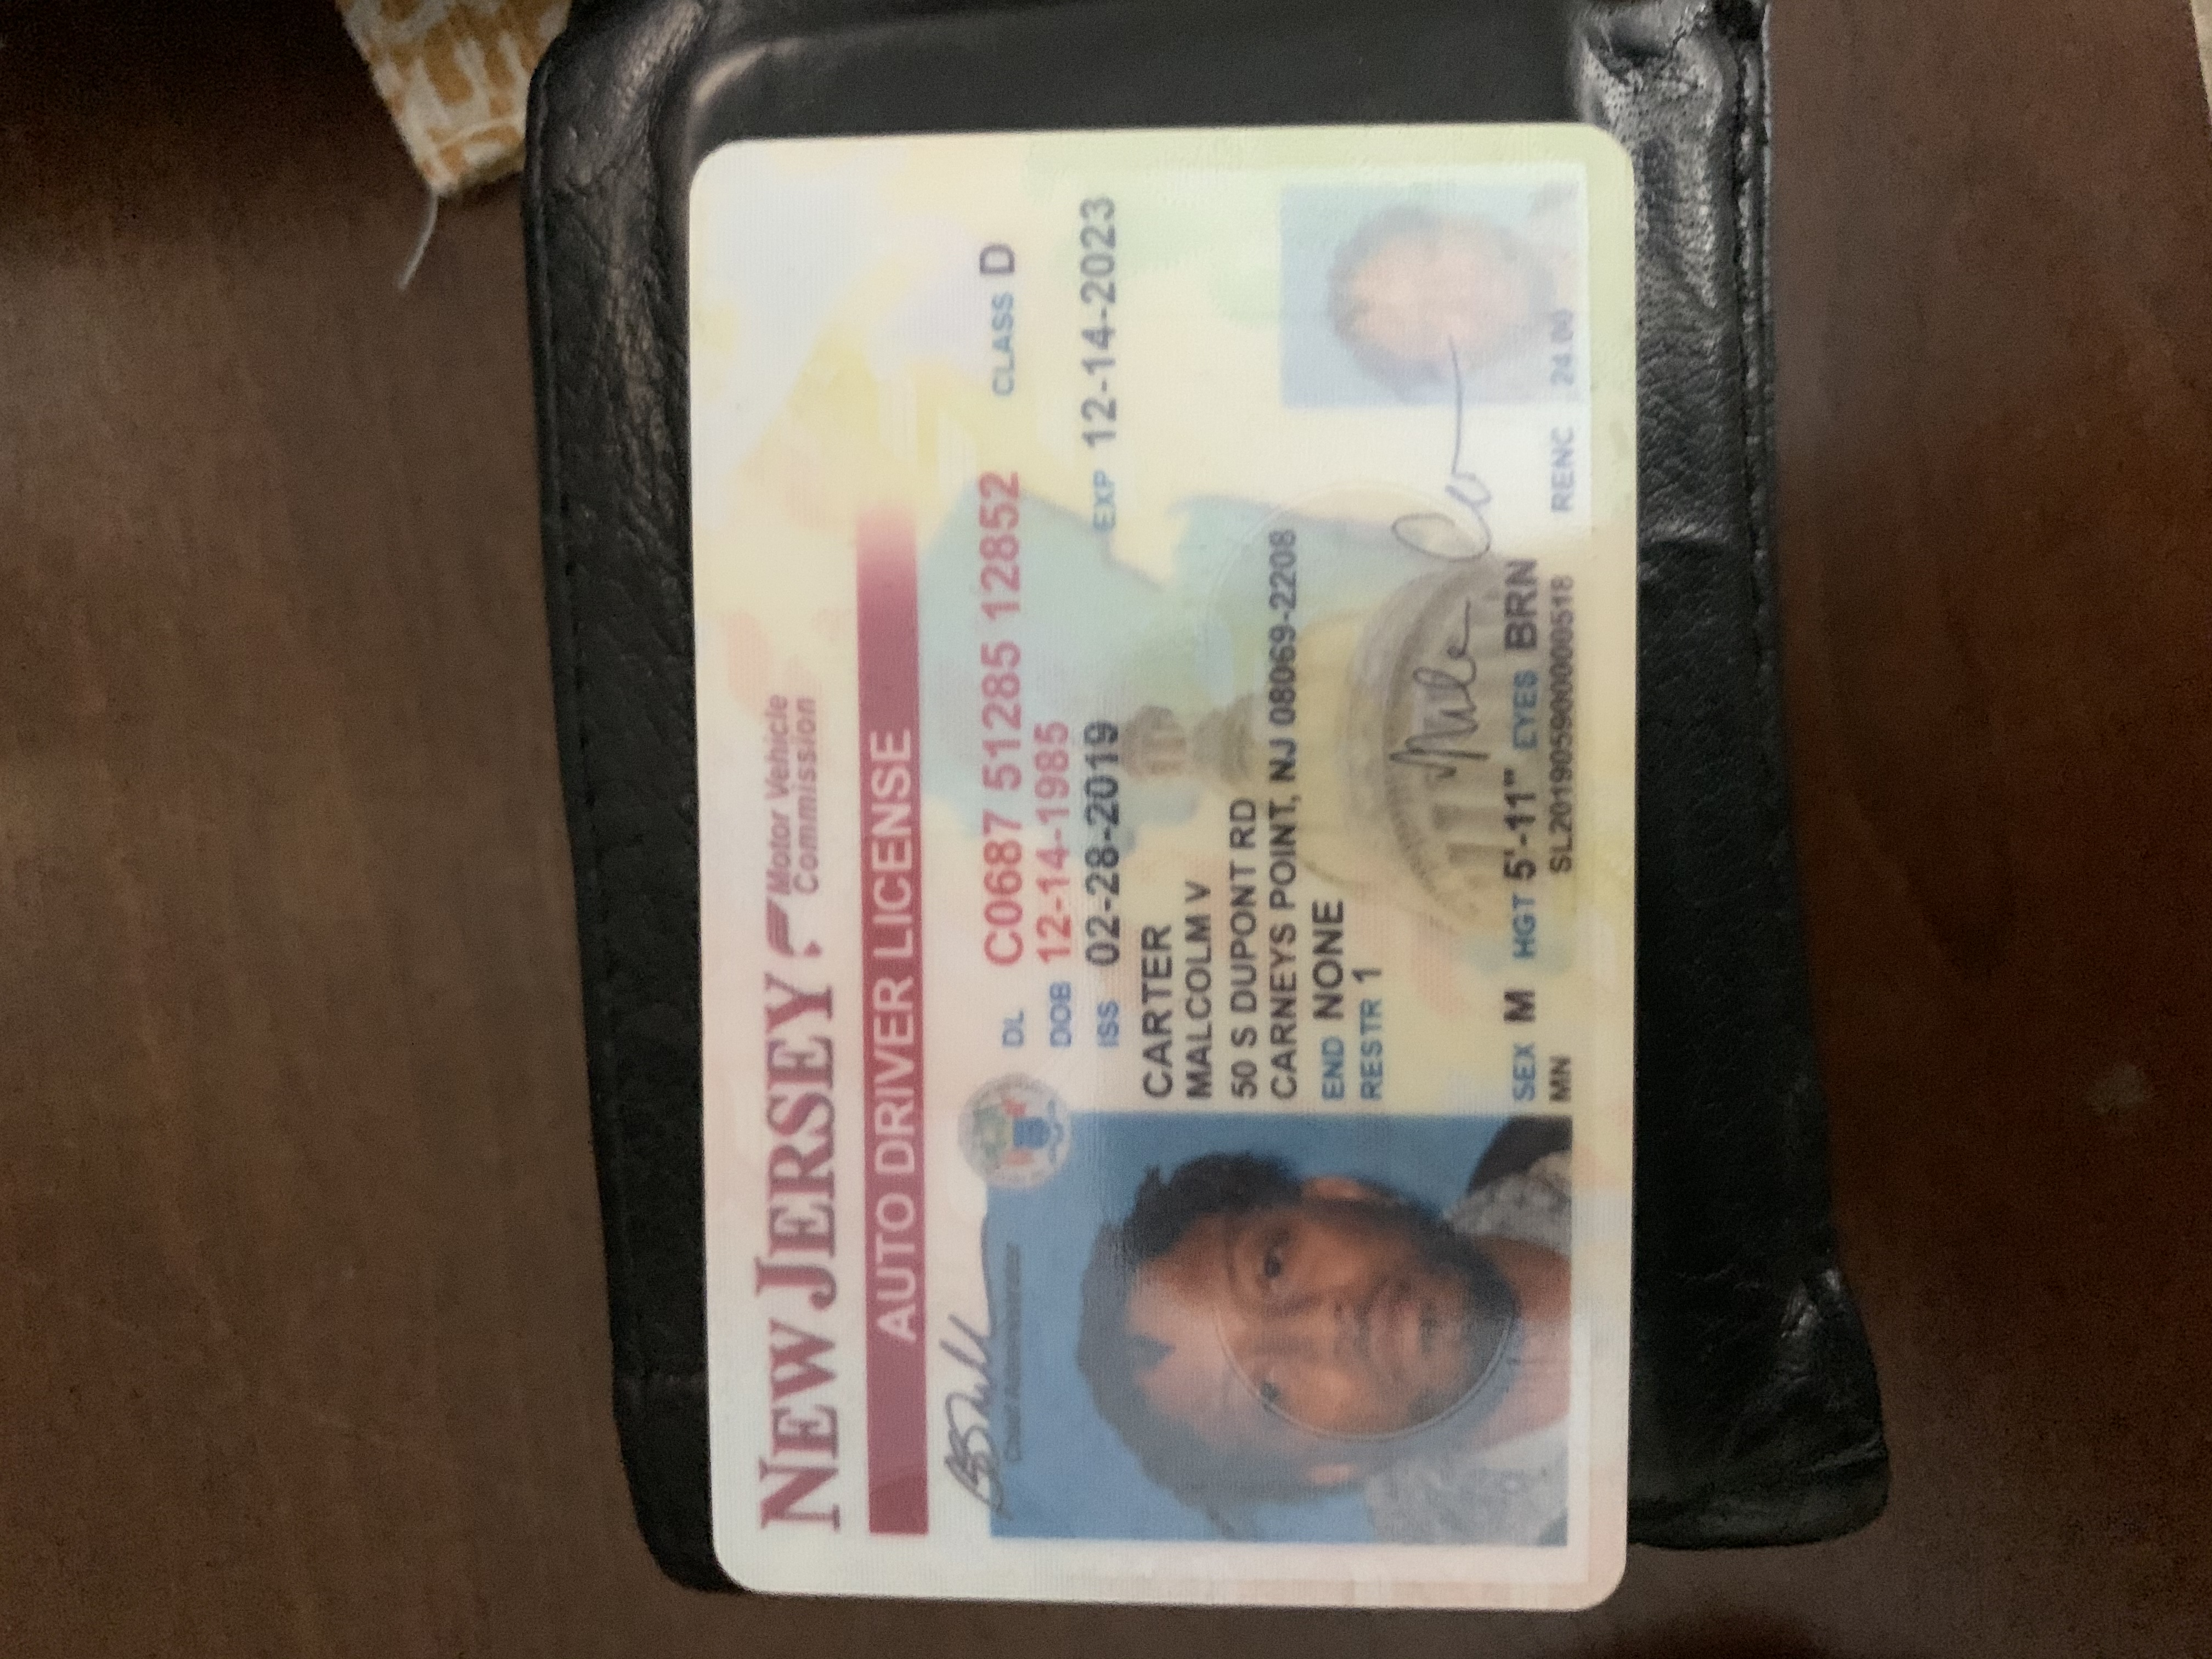 NEW JERSEY Motor Vehicle
Commission
AUTO DRIVER LICENSE
Chief Administrator
DL C0687 51285 12852 CLASS D
DOB 12-14-1985
ISS 02-28-2019 EXP 12-14-2023
CARTER
MALCOLM V
50 S DUPONT RD
CARNEYS POINT, NJ 08069-2208
END NONE
RESTR 1
SEX M HGT 5'-11" EYES BRN
MN SL201905900000518 RENC 24.00